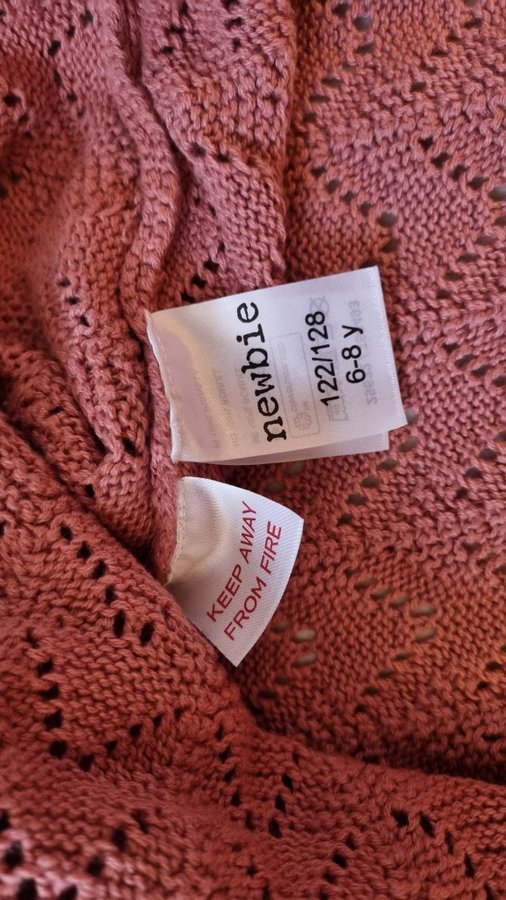 newbie
122/128
6-8 y
KEEP AWAY
FROM FIRE